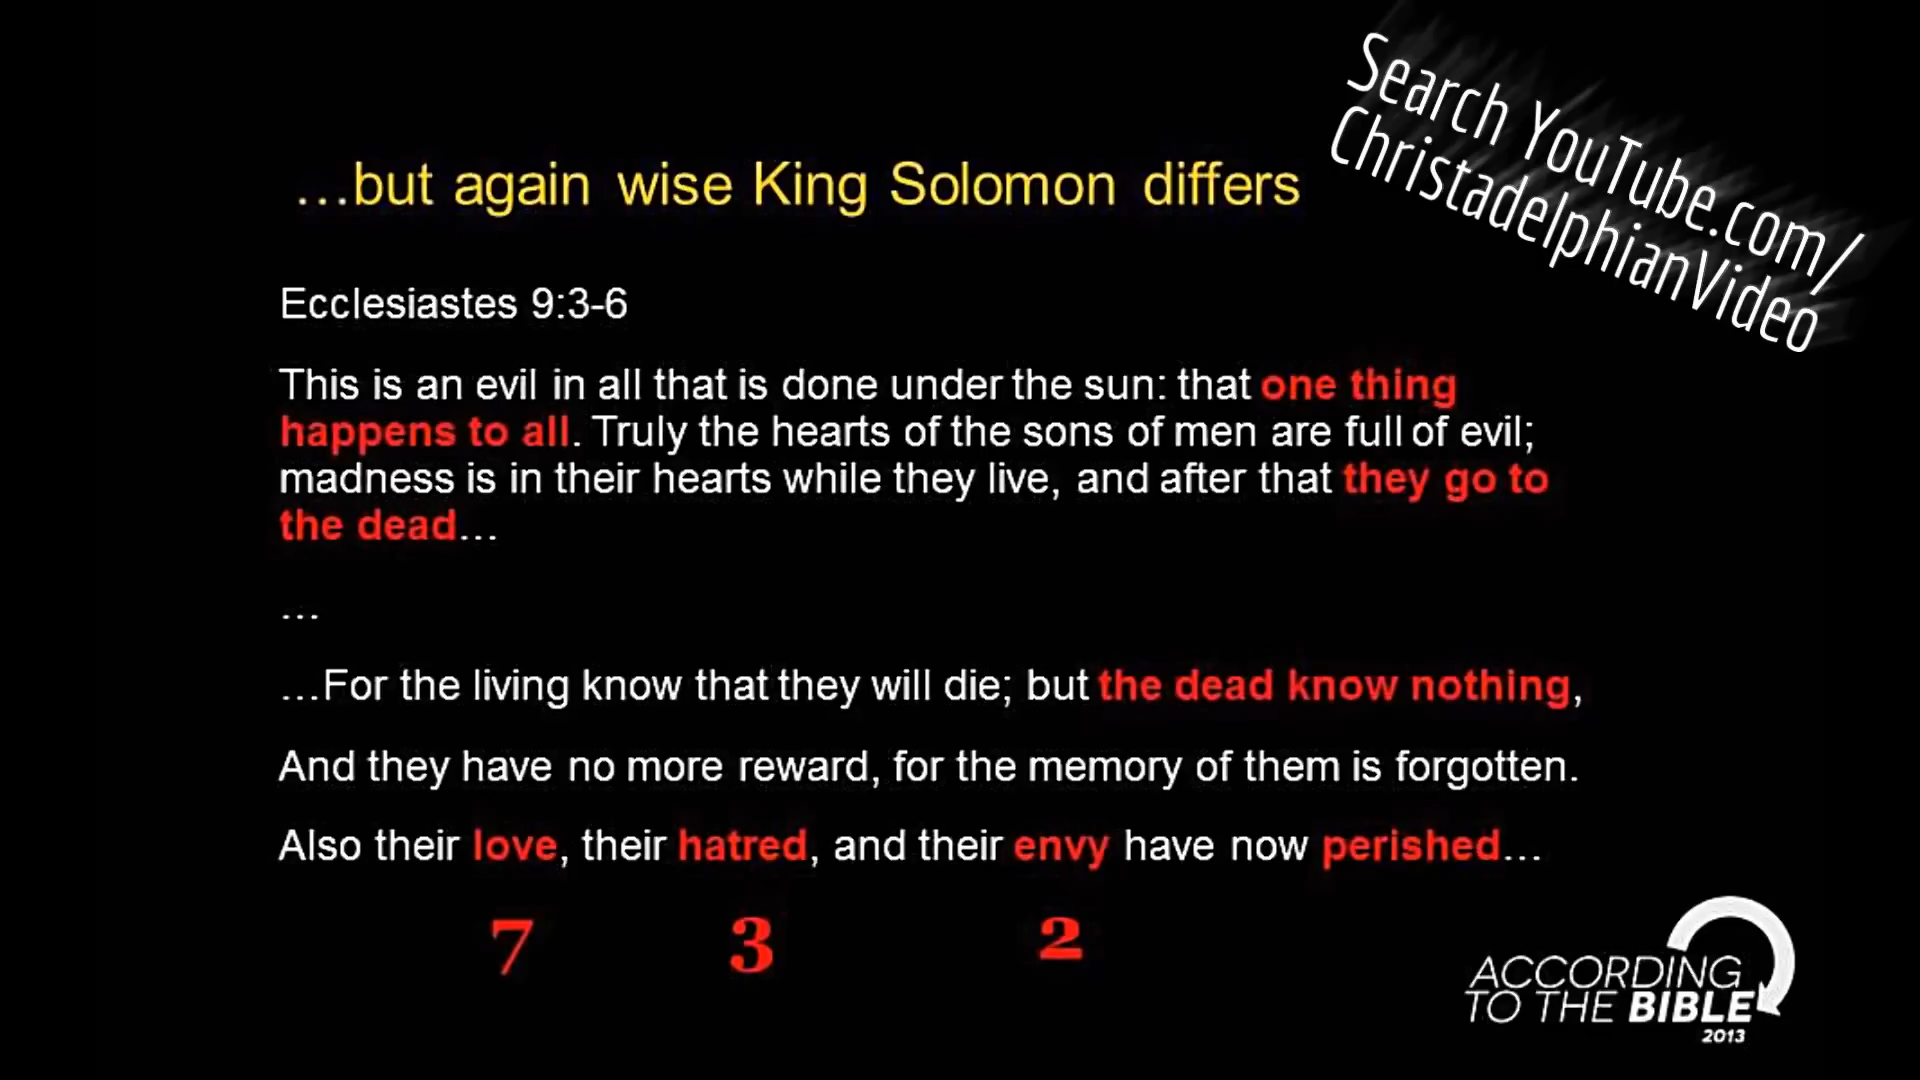 Search YouTube.com/
ChristadelphianVideo
…but again wise King Solomon differs
Ecclesiastes 9:3-6
This is an evil in all that is done under the sun: that one thing
happens to all. Truly the hearts of the sons of men are full of evil;
madness is in their hearts while they live, and after that they go to
the dead…
…
…For the living know that they will die; but the dead know nothing,
And they have no more reward, for the memory of them is forgotten.
Also their love, their hatred, and their envy have now perished…
7 3 2
ACCORDING
TO THE BIBLE
2013